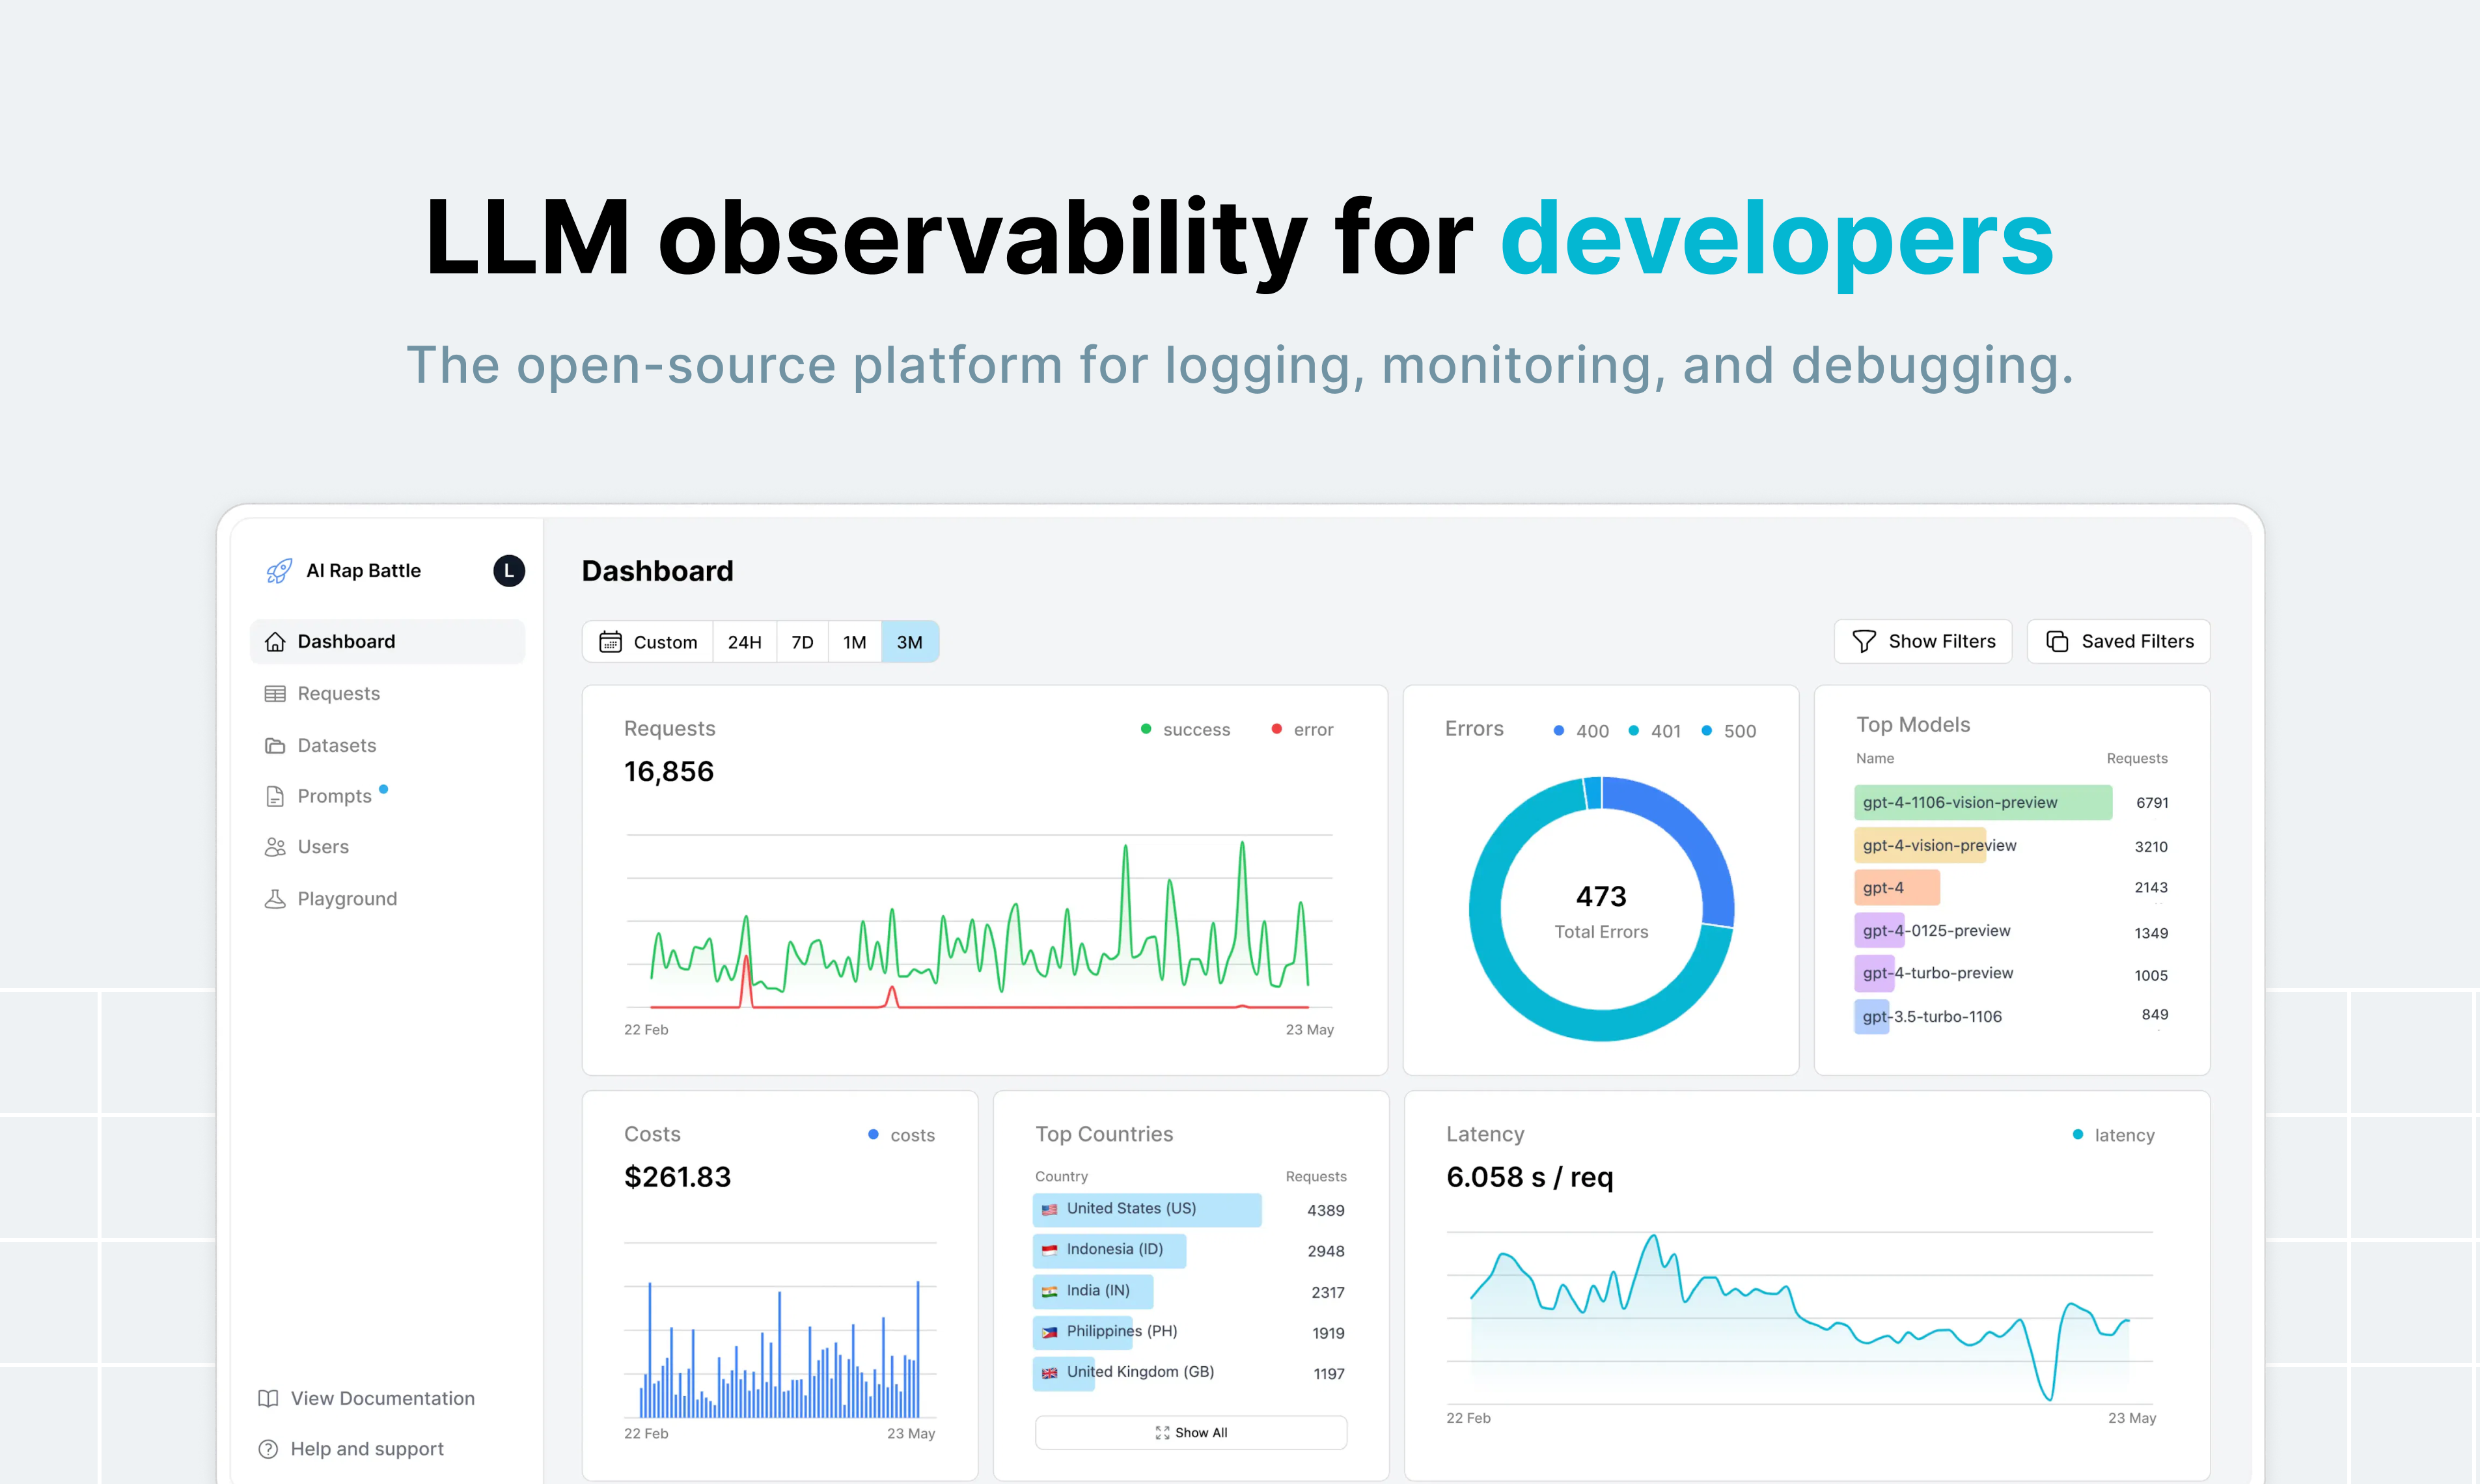 LLM observability for developers
The open-source platform for logging, monitoring, and debugging.
AI Rap Battle
L
Dashboard
Requests
Datasets
Prompts
Users
Playground
View Documentation
Help and support
Dashboard
Custom 24H 7D 1M 3M
Show Filters
Saved Filters
Requests
success error
16,856
22 Feb 23 May
Errors
400 401 500
473
Total Errors
Top Models
Name Requests
gpt-4-1106-vision-preview 6791
gpt-4-vision-preview 3210
gpt-4 2143
gpt-4-0125-preview 1349
gpt-4-turbo-preview 1005
gpt-3.5-turbo-1106 849
Costs
costs
$261.83
22 Feb 23 May
Top Countries
Country Requests
United States (US) 4389
Indonesia (ID) 2948
India (IN) 2317
Philippines (PH) 1919
United Kingdom (GB) 1197
Show All
Latency
latency
6.058 s / req
22 Feb 23 May